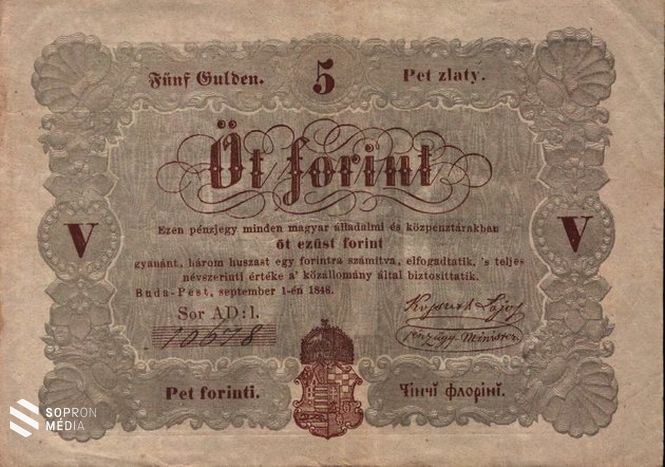 Fünf Gulden. 5 Pet zlaty.
Öt forint
V V
Ezen pénzjegy minden magyar álladalmi és közpénztárakban
öt ezüst forint
gyanánt, három huszast egy forintra számítva, elfogadtatik, 's teljes
névszerinti értéke a' közállomány által biztosittatik.
Buda-Pest, september 1-én 1848.
Sor AD:1. Kossuth Lajos
10678 pénzügy Minister
Pet forinti. Чінчї флорінї.
SOPRON
MÉDIA